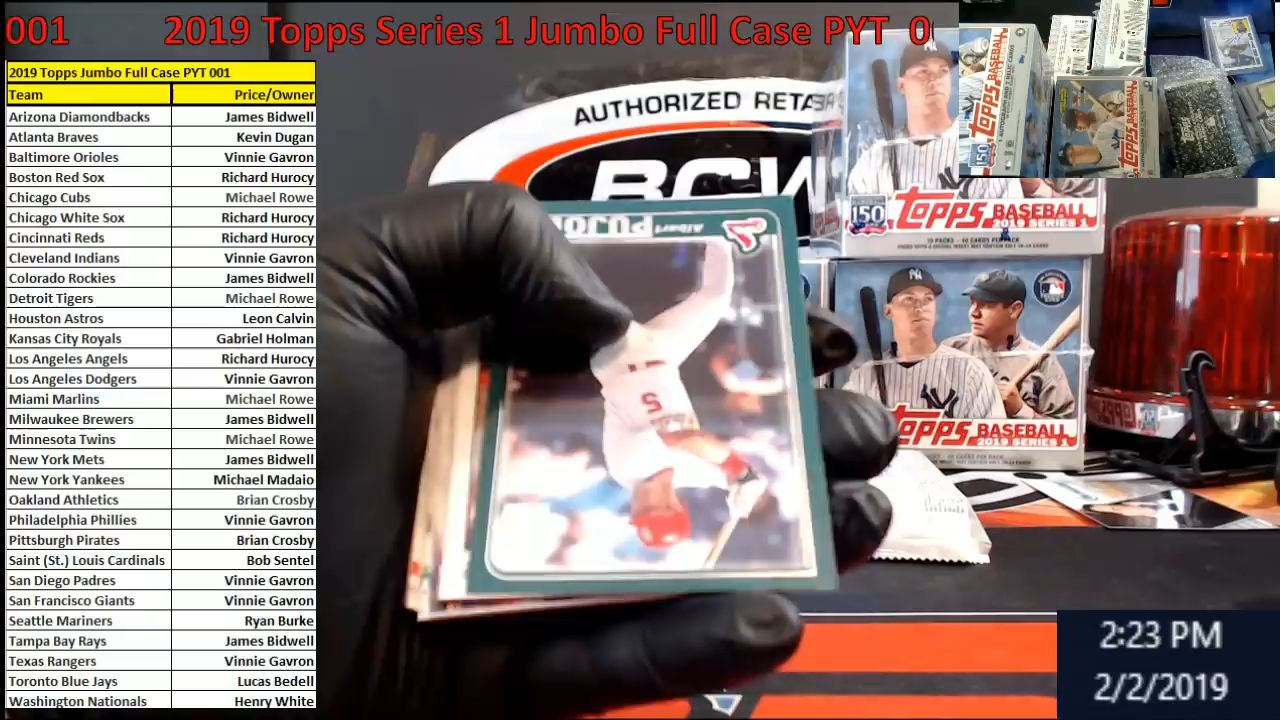 001 2019 Topps Series 1 Jumbo Full Case PYT 0
2019 Topps Jumbo Full Case PYT 001
Team Price/Owner
Arizona Diamondbacks James Bidwell
Atlanta Braves Kevin Dugan
Baltimore Orioles Vinnie Gavron
Boston Red Sox Richard Hurocy
Chicago Cubs Michael Rowe
Chicago White Sox Richard Hurocy
Cincinnati Reds Richard Hurocy
Cleveland Indians Vinnie Gavron
Colorado Rockies James Bidwell
Detroit Tigers Michael Rowe
Houston Astros Leon Calvin
Kansas City Royals Gabriel Holman
Los Angeles Angels Richard Hurocy
Los Angeles Dodgers Vinnie Gavron
Miami Marlins Michael Rowe
Milwaukee Brewers James Bidwell
Minnesota Twins Michael Rowe
New York Mets James Bidwell
New York Yankees Michael Madaio
Oakland Athletics Brian Crosby
Philadelphia Phillies Vinnie Gavron
Pittsburgh Pirates Brian Crosby
Saint (St.) Louis Cardinals Bob Sentel
San Diego Padres Vinnie Gavron
San Francisco Giants Vinnie Gavron
Seattle Mariners Ryan Burke
Tampa Bay Rays James Bidwell
Texas Rangers Vinnie Gavron
Toronto Blue Jays Lucas Bedell
Washington Nationals Henry White
AUTHORIZED RETA
BCW
Albert PUJOL
150 Topps BASEBALL
2019 SERIES 1
Topps BASEBALL
2019 SERIES 1
150 Topps BASEBALL
Topps BASEBALL
2:23 PM
2/2/2019